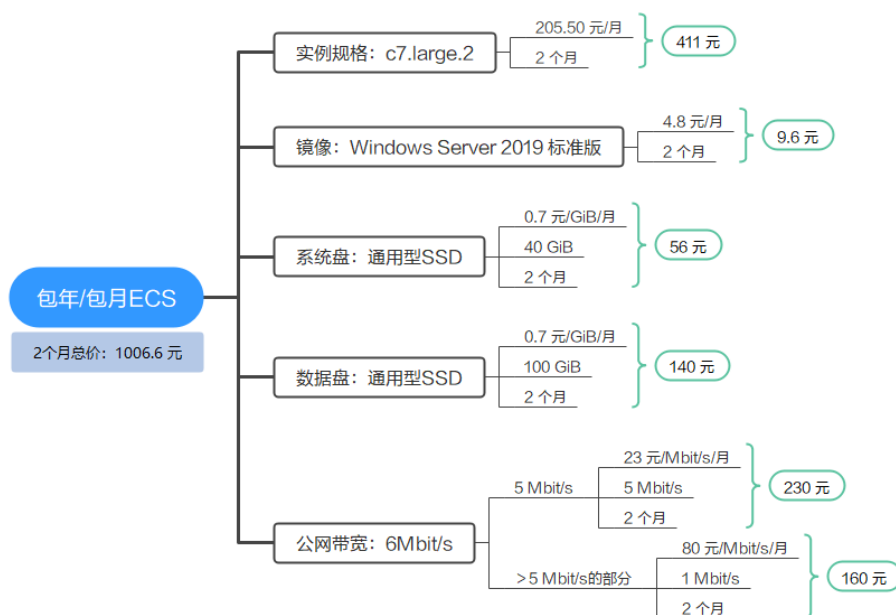 包年/包月ECS
2个月总价：1006.6 元
实例规格：c7.large.2
205.50 元/月
2 个月
411 元
镜像：Windows Server 2019 标准版
4.8 元/月
2 个月
9.6 元
系统盘：通用型SSD
0.7 元/GiB/月
40 GiB
2 个月
56 元
数据盘：通用型SSD
0.7 元/GiB/月
100 GiB
2 个月
140 元
公网带宽：6Mbit/s
5 Mbit/s
23 元/Mbit/s/月
5 Mbit/s
2 个月
230 元
>5 Mbit/s的部分
80 元/Mbit/s/月
1 Mbit/s
2 个月
160 元